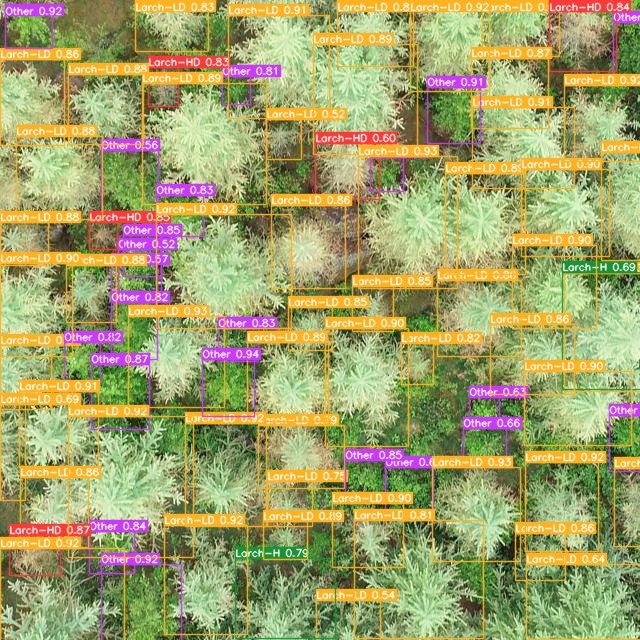 Other 0.92
Larch-LD 0.83
Larch-LD 0.91
Larch-LD 0.92
Larch-HD 0.84
Larch-LD 0.89
Larch-LD 0.86
Larch-HD 0.83
Larch-LD 0.87
Larch-LD 0.88
Other 0.81
Larch-LD 0.89
Other 0.91
Larch-LD 0.91
Larch-LD 0.52
Larch-LD 0.88
Larch-HD 0.60
Other 0.56
Larch-LD 0.93
Larch-LD 0.90
Other 0.83
Larch-LD 0.86
Larch-LD 0.92
Larch-LD 0.88
Larch-HD 0.85
Other 0.85
Other 0.52
Larch-LD 0.90
Larch-LD 0.90
Larch-H 0.69
Larch-LD 0.85
Other 0.82
Larch-LD 0.85
Larch-LD 0.93
Larch-LD 0.86
Other 0.83
Larch-LD 0.90
Other 0.82
Larch-LD 0.89
Larch-LD 0.82
Other 0.94
Other 0.87
Larch-LD 0.90
Larch-LD 0.91
Other 0.63
Larch-LD 0.69
Larch-LD 0.92
Other 0.66
Other 0.85
Larch-LD 0.92
Larch-LD 0.93
Larch-LD 0.86
Larch-LD 0.90
Larch-LD 0.89
Larch-LD 0.81
Larch-LD 0.92
Other 0.84
Larch-HD 0.87
Larch-LD 0.86
Larch-LD 0.92
Larch-H 0.79
Other 0.92
Larch-LD 0.64
Larch-LD 0.54